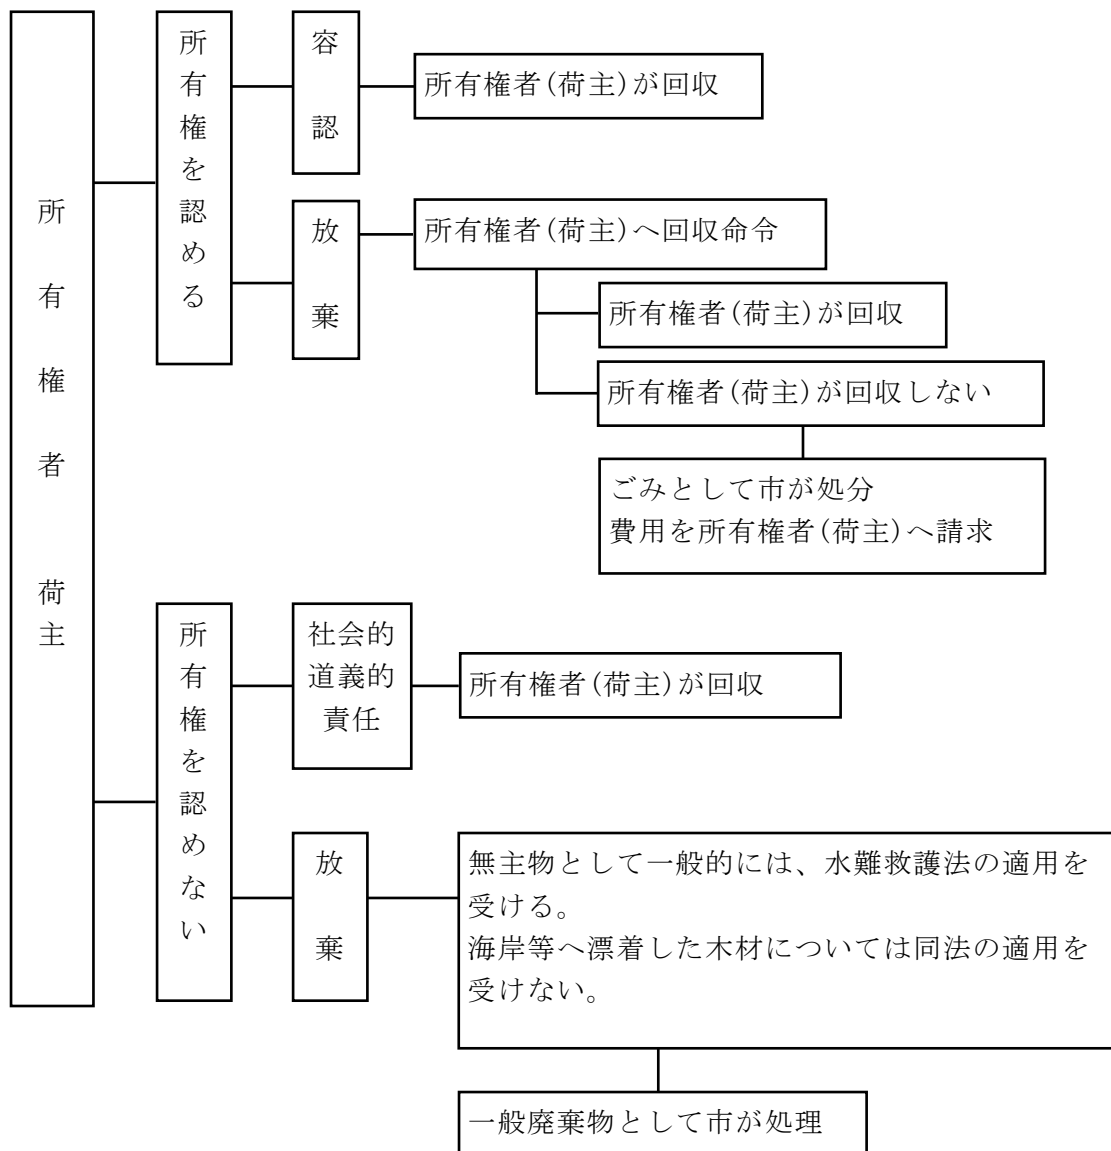 所有権者 荷主
所有権を認める
容認
所有権者(荷主)が回収
放棄
所有権者(荷主)へ回収命令
所有権者(荷主)が回収
所有権者(荷主)が回収しない
ごみとして市が処分
費用を所有権者(荷主)へ請求
所有権を認めない
社会的
道義的
責任
所有権者(荷主)が回収
放棄
無主物として一般的には、水難救護法の適用を
受ける。
海岸等へ漂着した木材については同法の適用を
受けない。
一般廃棄物として市が処理